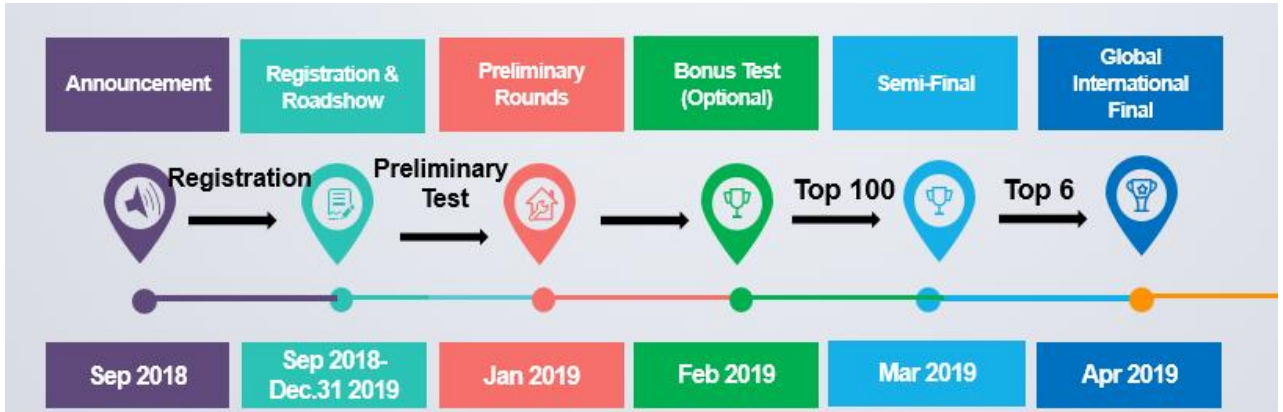 Announcement
Registration &
Roadshow
Preliminary
Rounds
Bonus Test
(Optional)
Semi-Final
Global
International
Final
Registration
Preliminary
Test
Top 100
Top 6
Sep 2018
Sep 2018-
Dec.31 2019
Jan 2019
Feb 2019
Mar 2019
Apr 2019